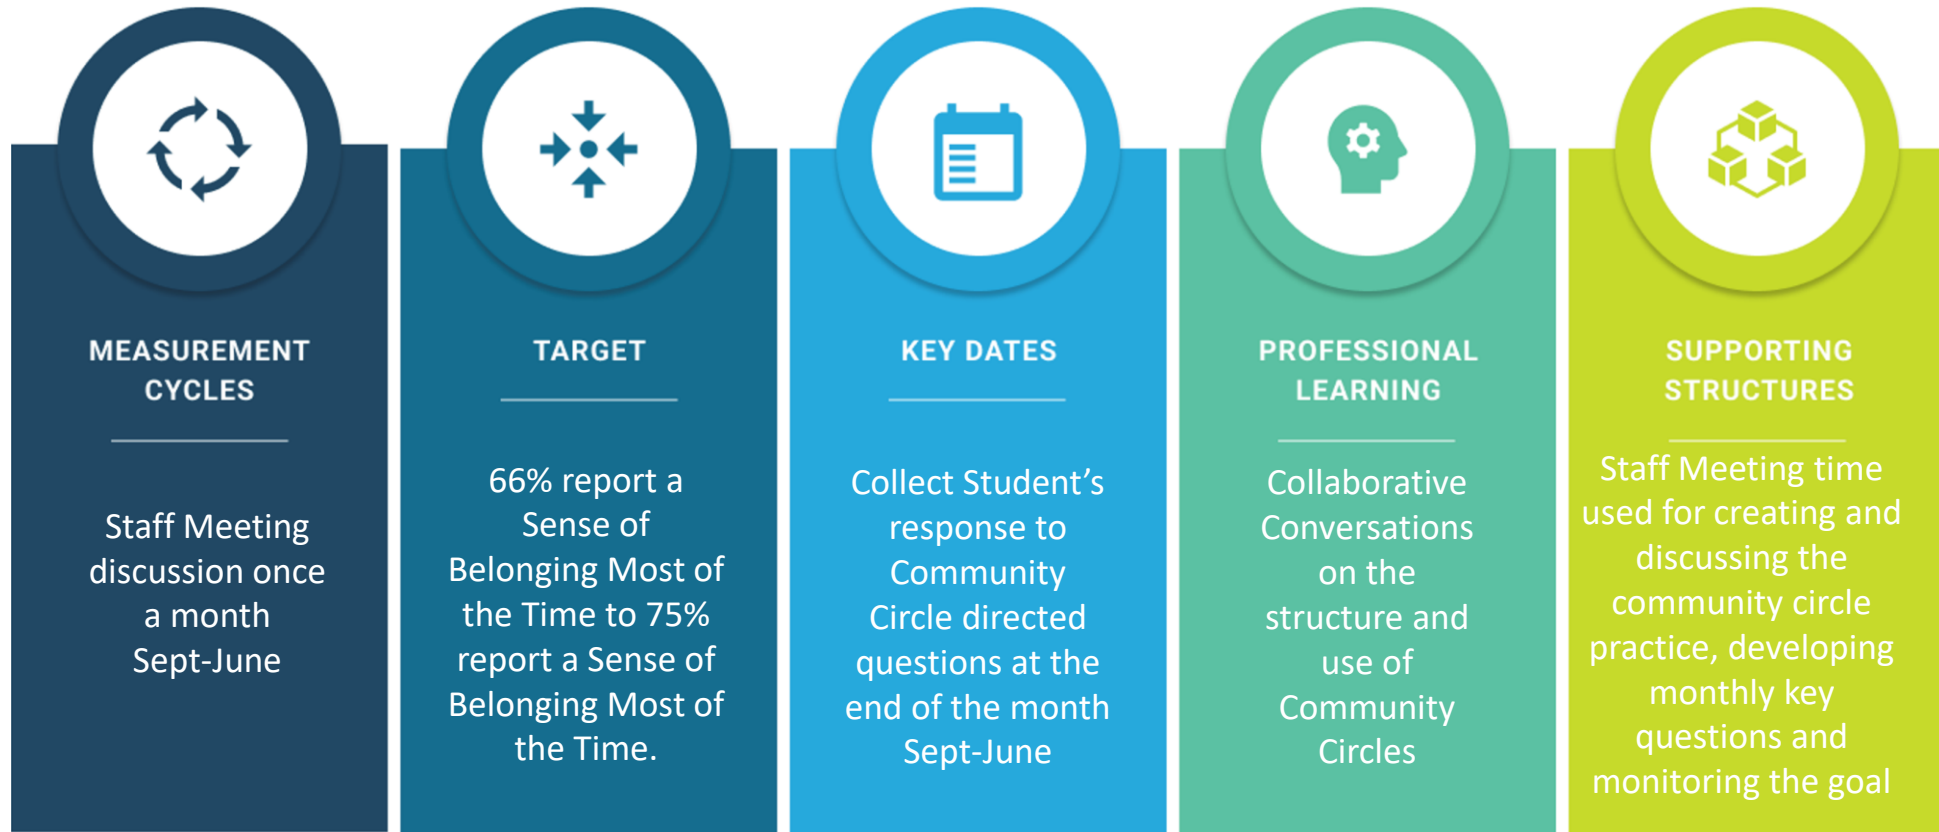 MEASUREMENT
CYCLES
Staff Meeting
discussion once
a month
Sept-June
TARGET
66% report a
Sense of
Belonging Most of
the Time to 75%
report a Sense of
Belonging Most of
the Time.
KEY DATES
Collect Student’s
response to
Community
Circle directed
questions at the
end of the month
Sept-June
PROFESSIONAL
LEARNING
Collaborative
Conversations
on the
structure and
use of
Community
Circles
SUPPORTING
STRUCTURES
Staff Meeting time
used for creating and
discussing the
community circle
practice, developing
monthly key
questions and
monitoring the goal